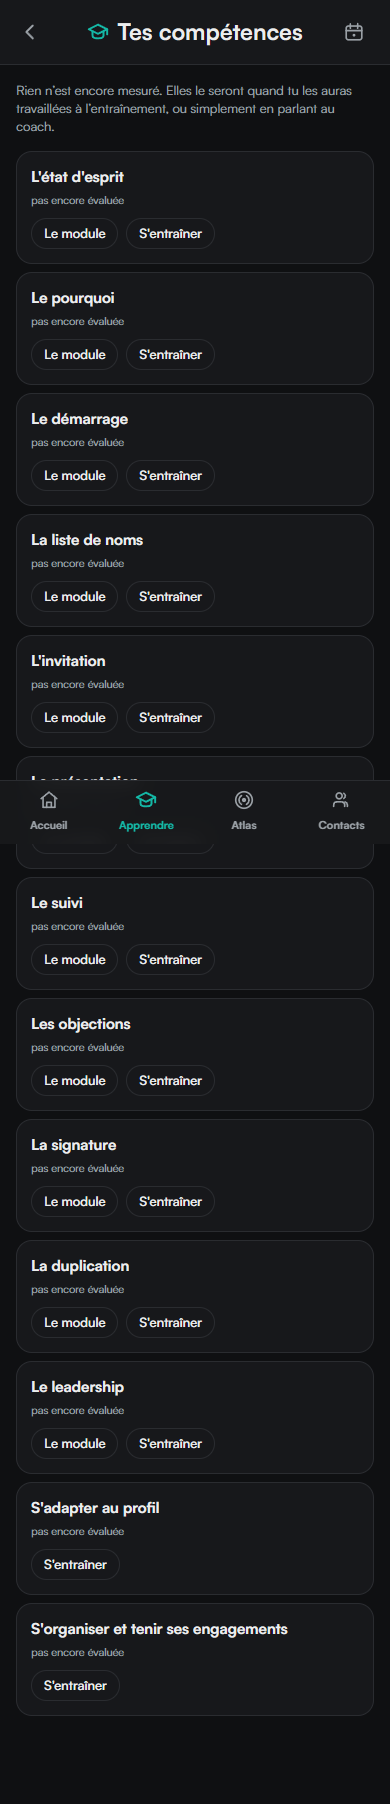 Tes compétences
Rien n'est encore mesuré. Elles le seront quand tu les auras
travaillées à l'entraînement, ou simplement en parlant au
coach.
L'état d'esprit
pas encore évaluée
Le module S'entraîner
Le pourquoi
pas encore évaluée
Le module S'entraîner
Le démarrage
pas encore évaluée
Le module S'entraîner
La liste de noms
pas encore évaluée
Le module S'entraîner
L'invitation
pas encore évaluée
Le module S'entraîner
La présentation
Accueil Apprendre Atlas Contacts
Le suivi
pas encore évaluée
Le module S'entraîner
Les objections
pas encore évaluée
Le module S'entraîner
La signature
pas encore évaluée
Le module S'entraîner
La duplication
pas encore évaluée
Le module S'entraîner
Le leadership
pas encore évaluée
Le module S'entraîner
S'adapter au profil
pas encore évaluée
S'entraîner
S'organiser et tenir ses engagements
pas encore évaluée
S'entraîner